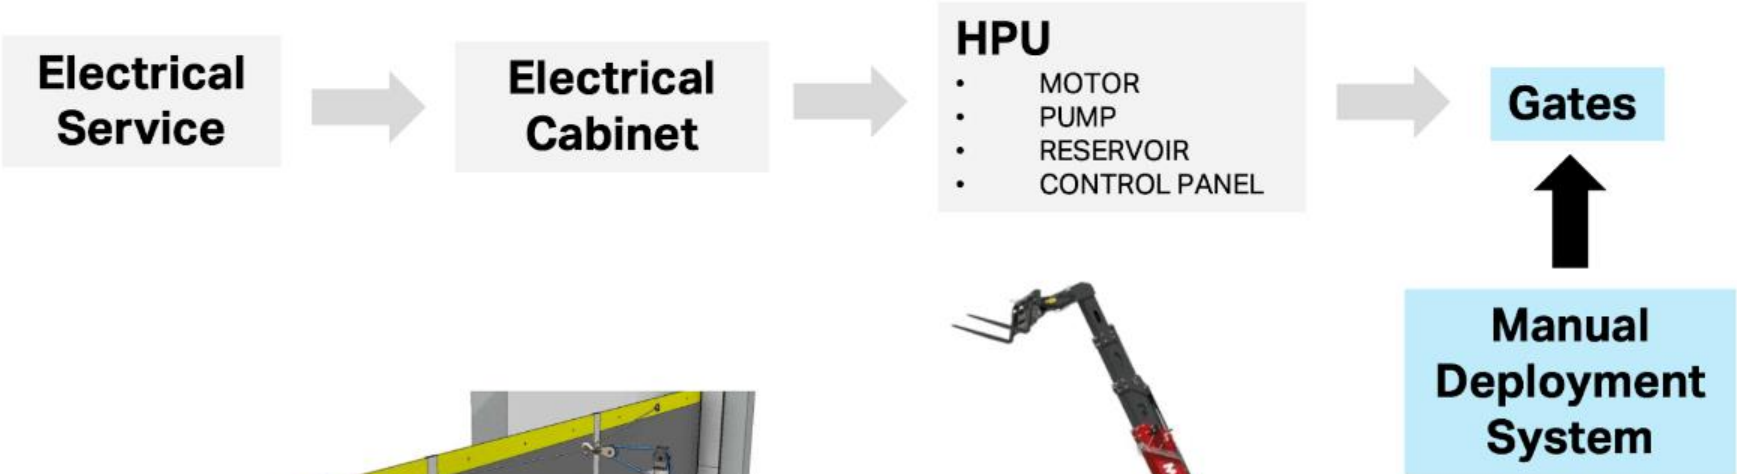 Electrical
Service
Electrical
Cabinet
HPU
• MOTOR
• PUMP
• RESERVOIR
• CONTROL PANEL
Gates
Manual
Deployment
System